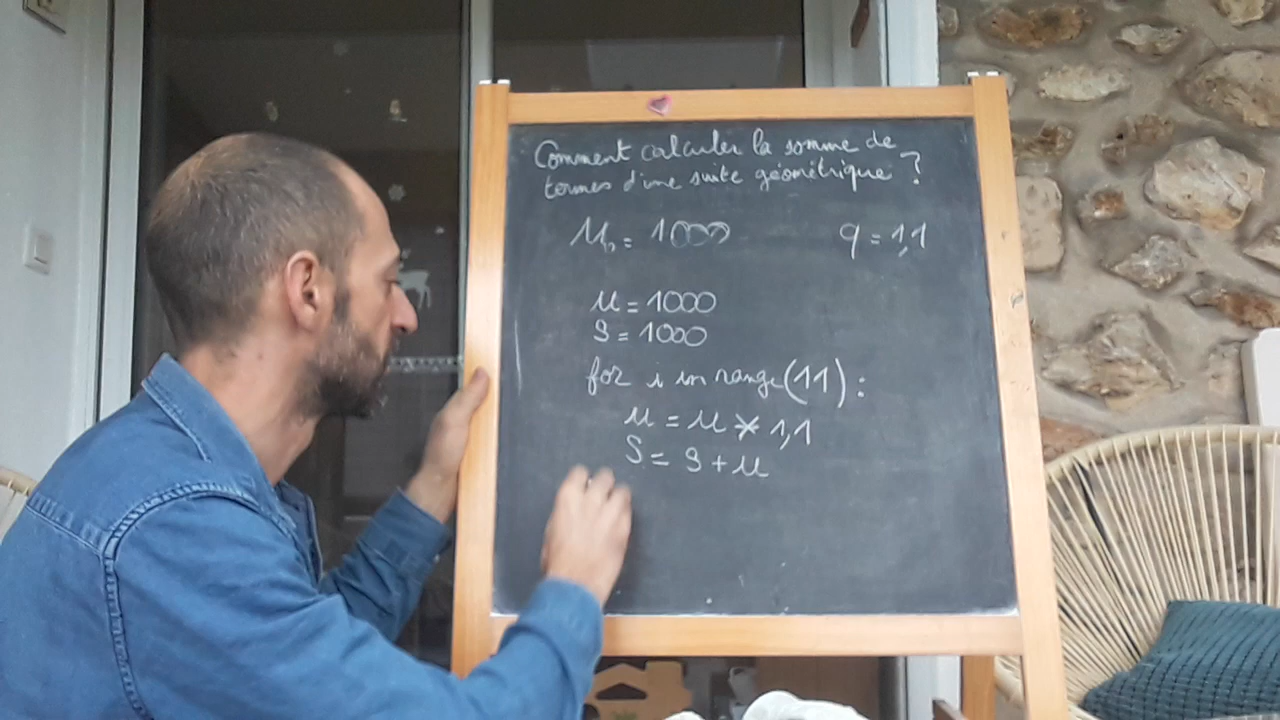 Comment calculer la somme de
termes d'une suite géométrique ?
u₀ = 1000 q = 1,1
u = 1000
S = 1000
for i in range(11):
u = u * 1,1
S = S + u